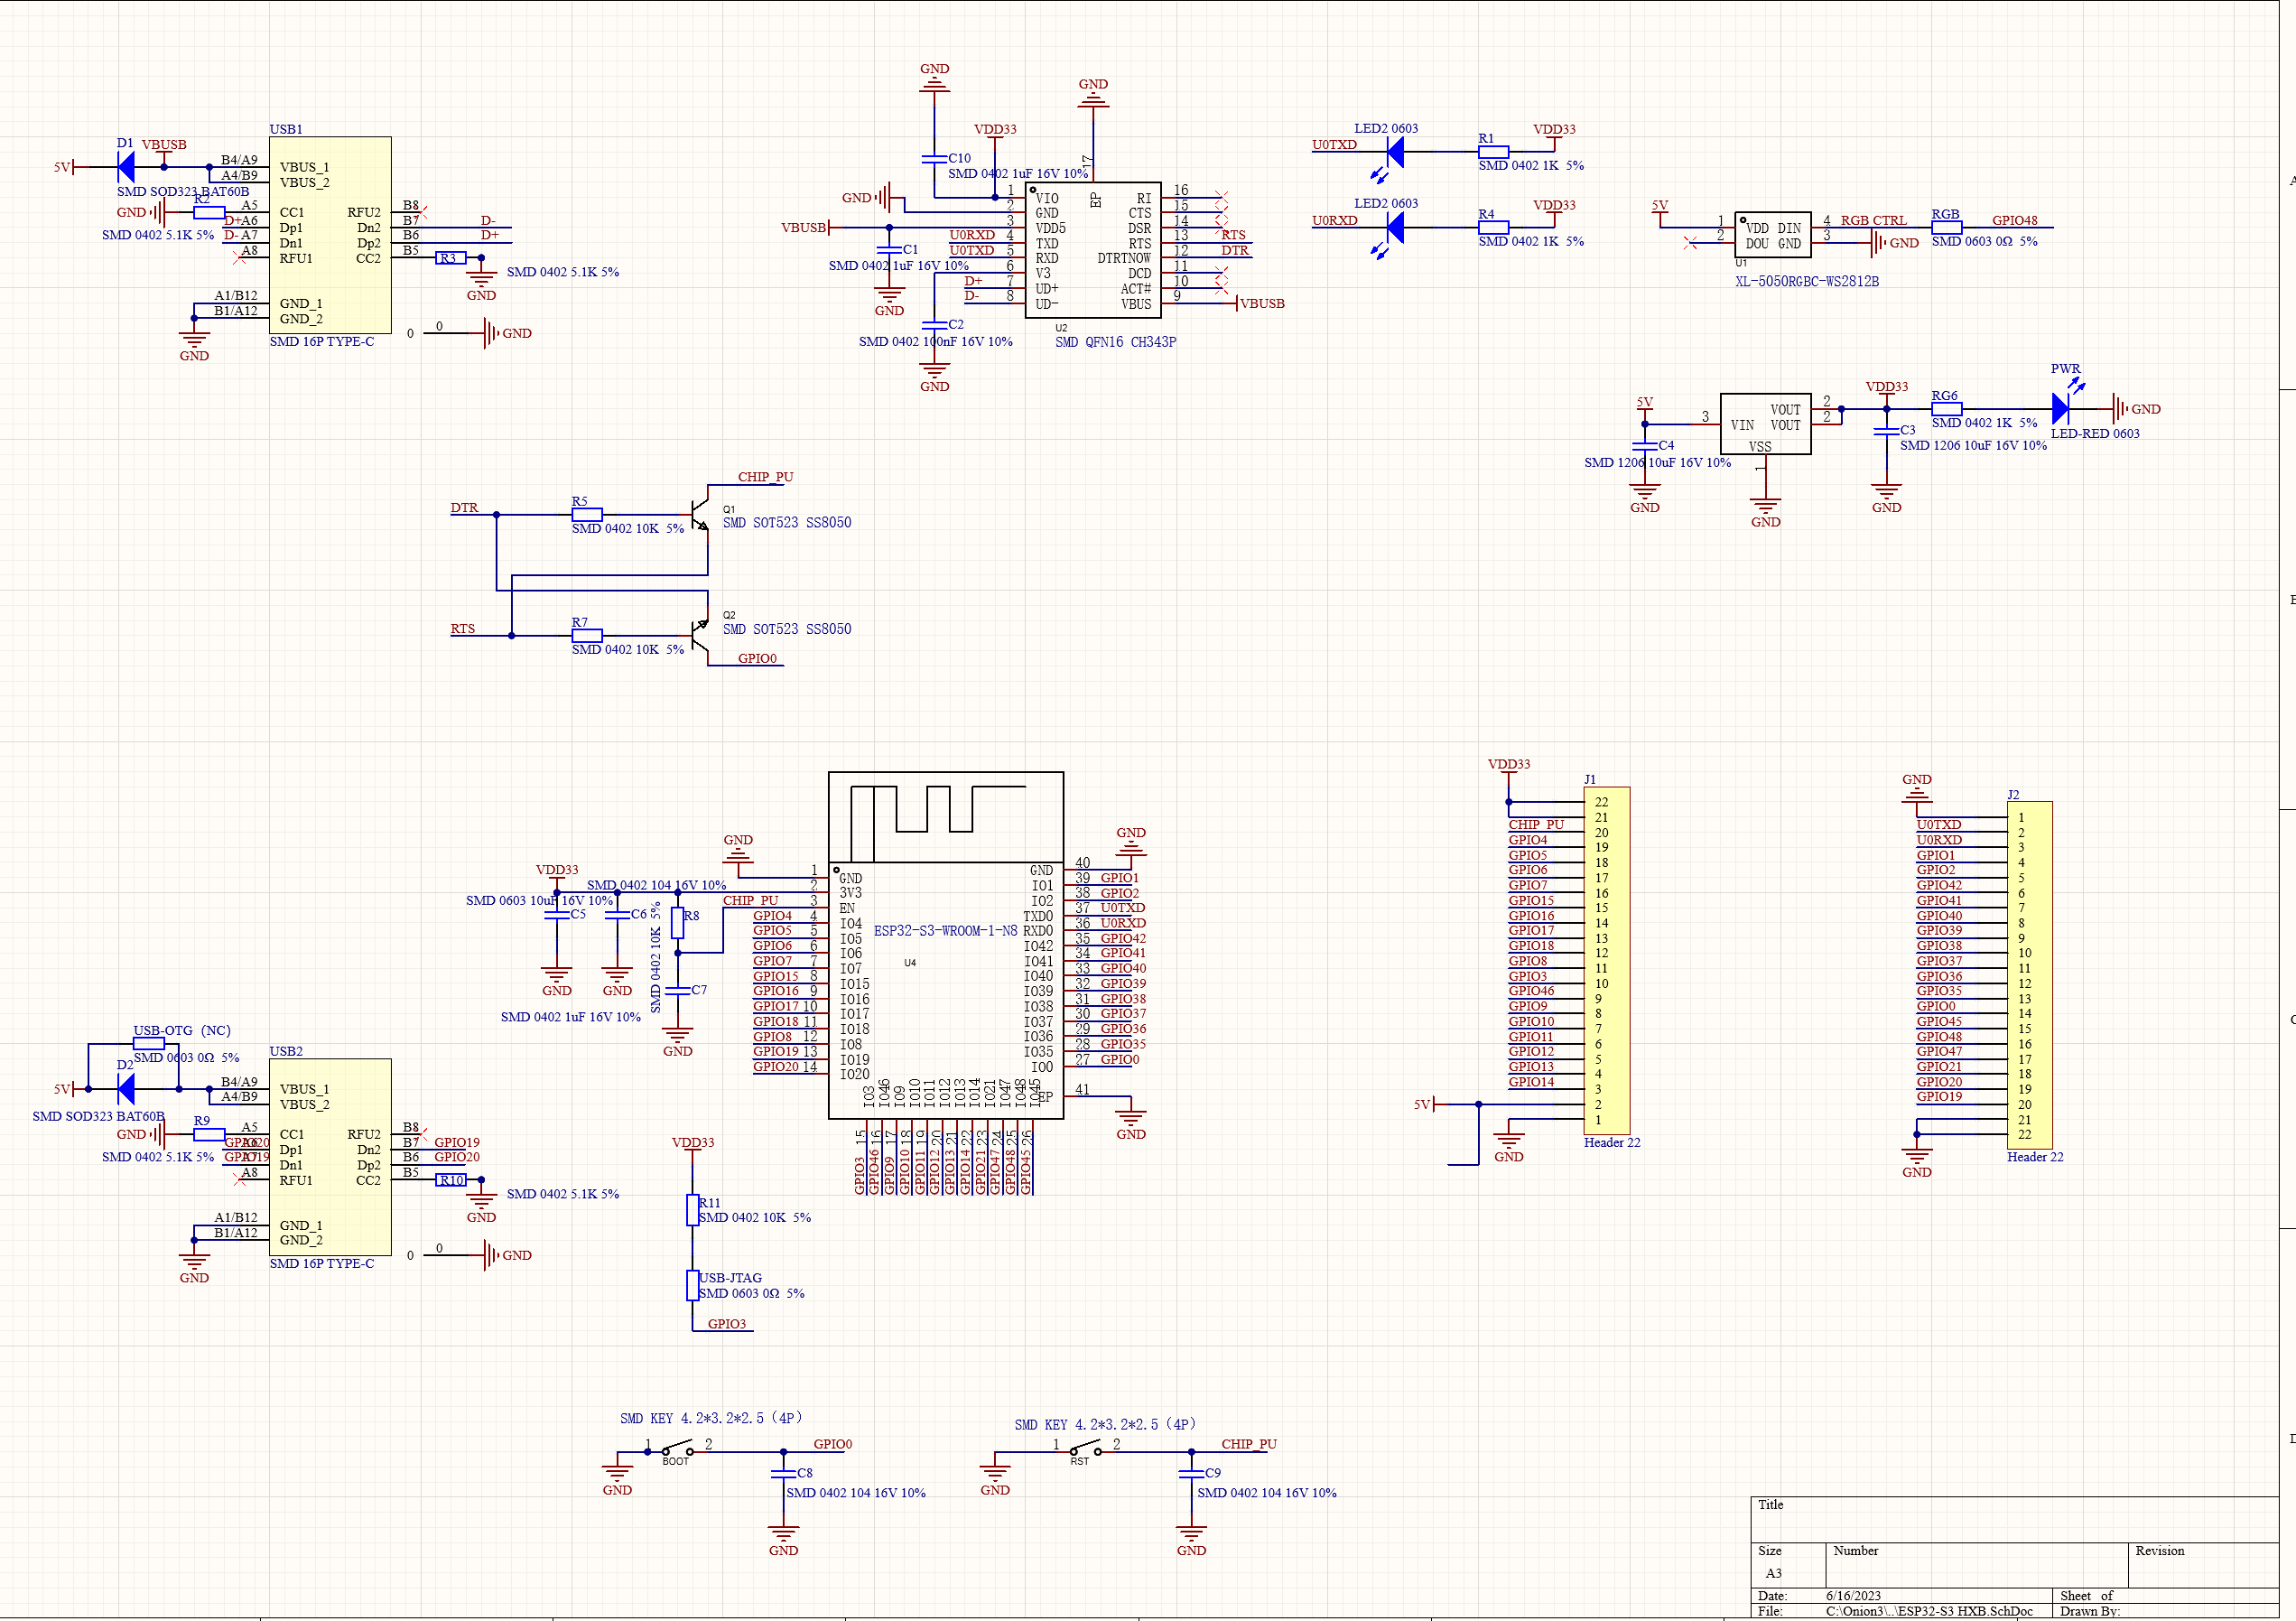 USB1
D1
VBUSB
5V
B4/A9
A4/B9
VBUS_1
VBUS_2
SMD SOD323 BAT60B
R2
GND
A5
D+
A6
D-
A7
A8
SMD 0402 5.1K 5%
CC1
Dp1
Dn1
RFU1
RFU2
Dn2
Dp2
CC2
B8
B7
B6
B5
D-
D+
R3
SMD 0402 5.1K 5%
GND
A1/B12
B1/A12
GND_1
GND_2
GND
0
0
GND
SMD 16P TYPE-C
GND
GND
VDD33
C10
SMD 0402 1uF 16V 10%
17
EP
GND
VBUSB
C1
SMD 0402 1uF 16V 10%
GND
U0RXD
U0TXD
D+
D-
1
2
3
4
5
6
7
8
VIO
GND
VDD5
TXD
RXD
V3
UD+
UD-
RI
CTS
DSR
RTS
DTRTNOW
DCD
ACT#
VBUS
16
15
14
13
12
11
10
9
RTS
DTR
VBUSB
C2
SMD 0402 100nF 16V 10%
GND
U2
SMD QFN16 CH343P
LED2 0603
U0TXD
R1
VDD33
SMD 0402 1K 5%
LED2 0603
U0RXD
R4
VDD33
SMD 0402 1K 5%
5V
1
2
VDD DIN
DOU GND
4
3
RGB CTRL
GND
RGB
GPIO48
SMD 0603 0Ω 5%
U1
XL-5050RGBC-WS2812B
5V
3
VIN
VOUT
VOUT
VSS
2
2
1
C4
SMD 1206 10uF 16V 10%
GND
GND
VDD33
C3
SMD 1206 10uF 16V 10%
GND
RG6
SMD 0402 1K 5%
PWR
GND
LED-RED 0603
CHIP_PU
DTR
R5
SMD 0402 10K 5%
Q1
SMD SOT523 SS8050
RTS
R7
SMD 0402 10K 5%
Q2
SMD SOT523 SS8050
GPIO0
GND
VDD33
SMD 0402 104 16V 10%
SMD 0603 10uF 16V 10%
C5
C6
R8
SMD 0402 10K 5%
GND
GND
C7
SMD 0402 1uF 16V 10%
GND
CHIP_PU
GPIO4
GPIO5
GPIO6
GPIO7
GPIO15
GPIO16
GPIO17
GPIO18
GPIO8
GPIO19
GPIO20
1
2
3
4
5
6
7
8
9
10
11
12
13
14
GND
3V3
EN
IO4
IO5
IO6
IO7
IO15
IO16
IO17
IO18
IO8
IO19
IO20
ESP32-S3-WROOM-1-N8
U4
GND
IO1
IO2
TXD0
RXD0
IO42
IO41
IO40
IO39
IO38
IO37
IO36
IO35
IO0
EP
40
39
38
37
36
35
34
33
32
31
30
29
28
27
41
GND
GPIO1
GPIO2
U0TXD
U0RXD
GPIO42
GPIO41
GPIO40
GPIO39
GPIO38
GPIO37
GPIO36
GPIO35
GPIO0
GND
IO3
IO46
IO9
IO10
IO11
IO12
IO13
IO14
IO21
IO47
IO48
IO45
15
16
17
18
19
20
21
22
23
24
25
26
GPIO3
GPIO46
GPIO9
GPIO10
GPIO11
GPIO12
GPIO13
GPIO14
GPIO21
GPIO47
GPIO48
GPIO45
VDD33
J1
CHIP_PU
GPIO4
GPIO5
GPIO6
GPIO7
GPIO15
GPIO16
GPIO17
GPIO18
GPIO8
GPIO3
GPIO46
GPIO9
GPIO10
GPIO11
GPIO12
GPIO13
GPIO14
5V
GND
22
21
20
19
18
17
16
15
14
13
12
11
10
9
8
7
6
5
4
3
2
1
Header 22
GND
J2
U0TXD
U0RXD
GPIO1
GPIO2
GPIO42
GPIO41
GPIO40
GPIO39
GPIO38
GPIO37
GPIO36
GPIO35
GPIO0
GPIO45
GPIO48
GPIO47
GPIO21
GPIO20
GPIO19
GND
1
2
3
4
5
6
7
8
9
10
11
12
13
14
15
16
17
18
19
20
21
22
Header 22
USB-OTG (NC)
SMD 0603 0Ω 5%
USB2
D2
5V
B4/A9
A4/B9
VBUS_1
VBUS_2
SMD SOD323 BAT60B
R9
GND
A5
GPIO20
A6
GPIO19
A7
A8
SMD 0402 5.1K 5%
CC1
Dp1
Dn1
RFU1
RFU2
Dn2
Dp2
CC2
B8
B7
B6
B5
GPIO19
GPIO20
R10
SMD 0402 5.1K 5%
GND
A1/B12
B1/A12
GND_1
GND_2
GND
0
0
GND
SMD 16P TYPE-C
VDD33
R11
SMD 0402 10K 5%
USB-JTAG
SMD 0603 0Ω 5%
GPIO3
SMD KEY 4.2*3.2*2.5 (4P)
1
2
BOOT
GPIO0
GND
C8
SMD 0402 104 16V 10%
GND
SMD KEY 4.2*3.2*2.5 (4P)
1
2
RST
CHIP_PU
GND
C9
SMD 0402 104 16V 10%
GND
Title
Size
Number
Revision
A3
Date:
6/16/2023
Sheet of
File:
C:\Onion3\..\ESP32-S3 HXB.SchDoc
Drawn By: